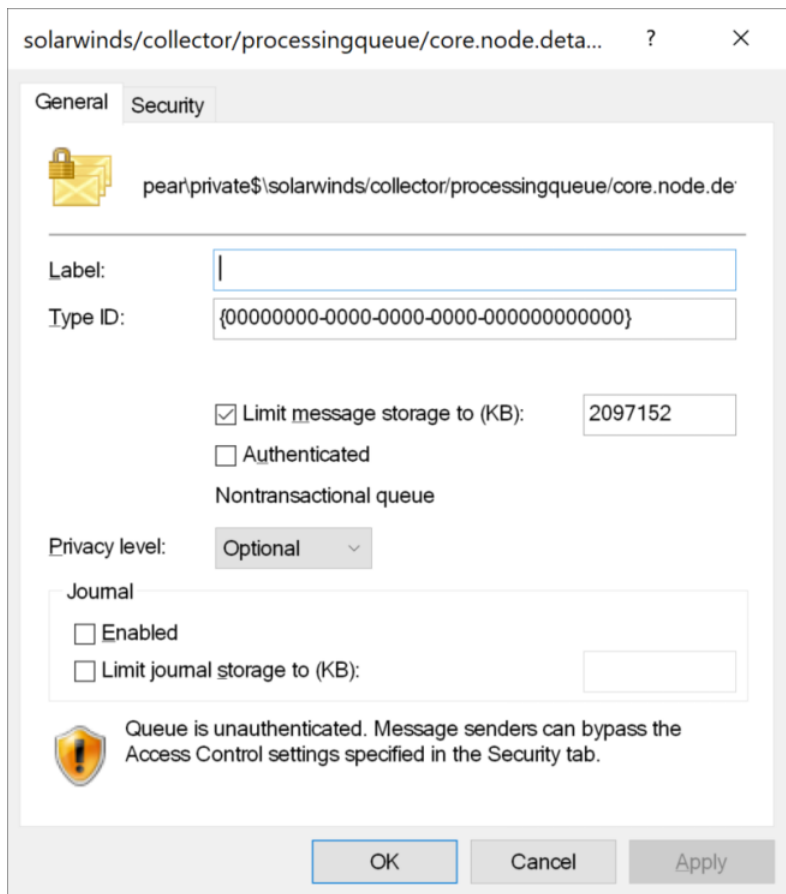 solarwinds/collector/processingqueue/core.node.deta... ?
General Security
pear\private$\solarwinds/collector/processingqueue/core.node.de
Label:
Type ID: {00000000-0000-0000-0000-000000000000}
Limit message storage to (KB): 2097152
Authenticated
Nontransactional queue
Privacy level: Optional
Journal
Enabled
Limit journal storage to (KB):
Queue is unauthenticated. Message senders can bypass the
Access Control settings specified in the Security tab.
OK Cancel Apply